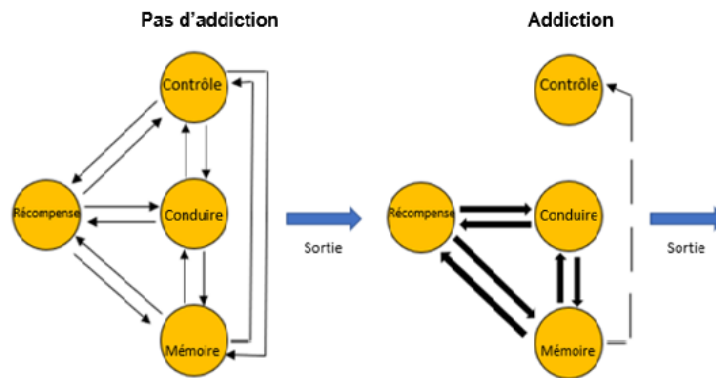 Pas d'addiction
Contrôle
Récompense
Conduire
Mémoire
Sortie
Addiction
Contrôle
Récompense
Conduire
Mémoire
Sortie